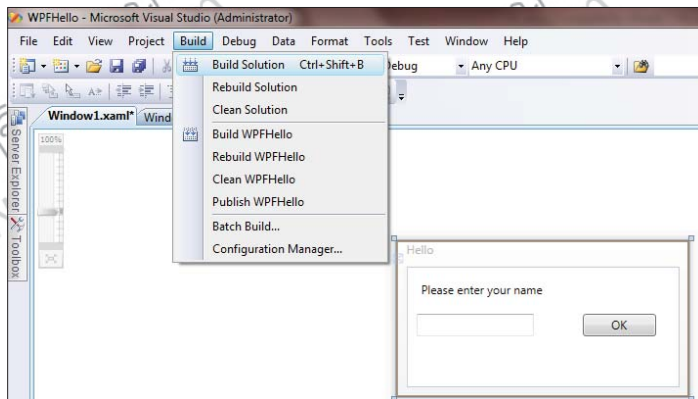 WPFHello - Microsoft Visual Studio (Administrator)
File Edit View Project Build Debug Data Format Tools Test Window Help
Build Solution Ctrl+Shift+B
ebug Any CPU
Rebuild Solution
Clean Solution
Window1.xaml* Wind
Build WPFHello
Rebuild WPFHello
Clean WPFHello
Publish WPFHello
Batch Build...
Configuration Manager...
Server Explorer
Toolbox
100%
Hello
Please enter your name
OK